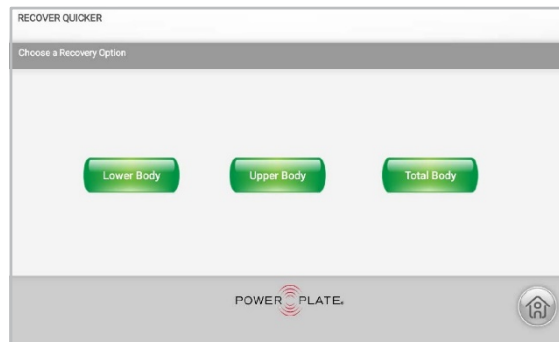 RECOVER QUICKER
Choose a Recovery Option
Lower Body Upper Body Total Body
POWER PLATE.